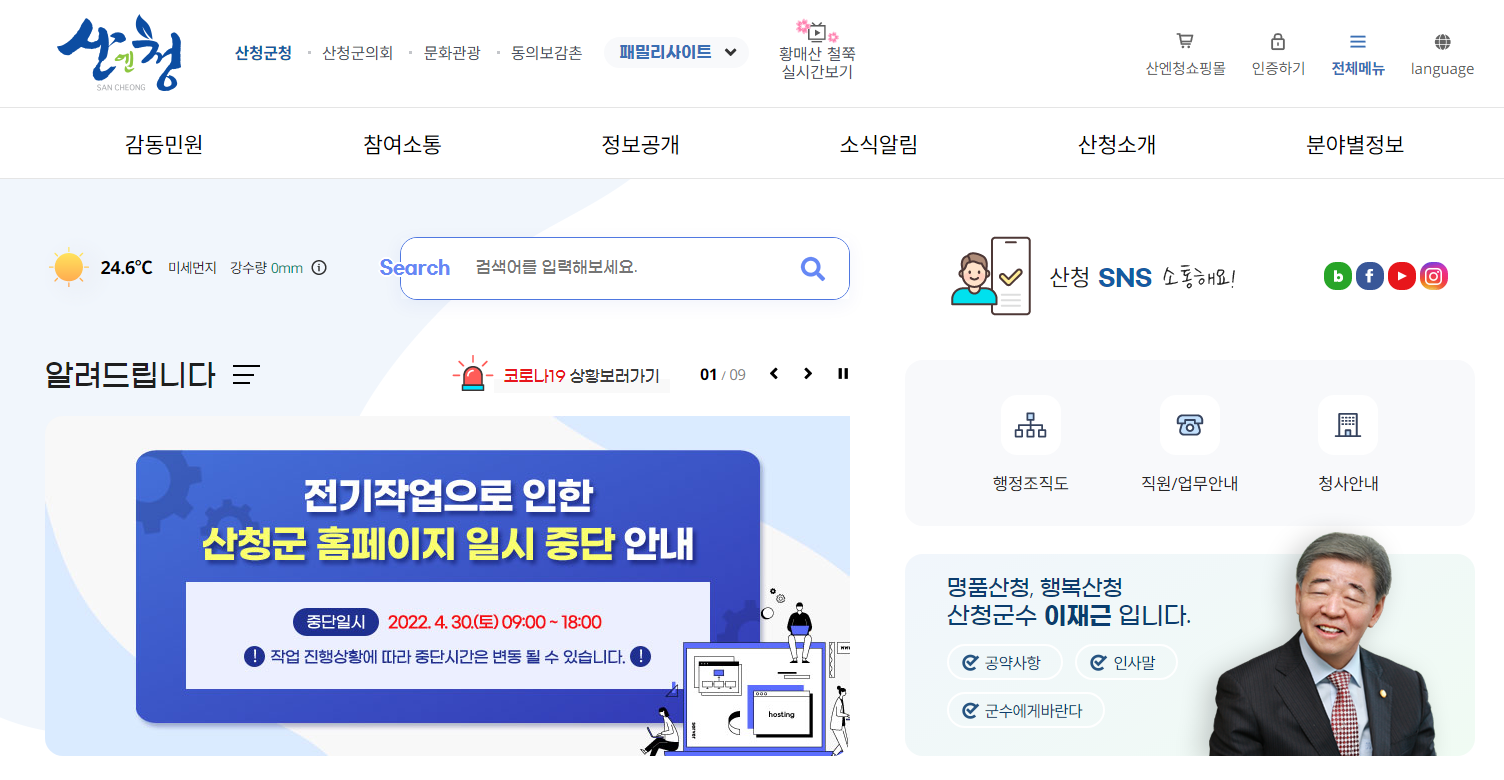 산엔청
SAN CHEONG
산청군청
산청군의회
문화관광
동의보감촌
패밀리사이트
황매산 철쭉
실시간보기
산엔청쇼핑몰
인증하기
전체메뉴
language
감동민원
참여소통
정보공개
소식알림
산청소개
분야별정보
24.6℃ 미세먼지 강수량 0mm
Search 검색어를 입력해보세요.
산청 SNS 소통해요!
알려드립니다
코로나19 상황보러가기
01 / 09
전기작업으로 인한
산청군 홈페이지 일시 중단 안내
중단일시 2022. 4. 30.(토) 09:00 ~ 18:00
! 작업 진행상황에 따라 중단시간은 변동 될 수 있습니다. !
hosting
행정조직도
직원/업무안내
청사안내
명품산청, 행복산청
산청군수 이재근 입니다.
공약사항
인사말
군수에게바란다